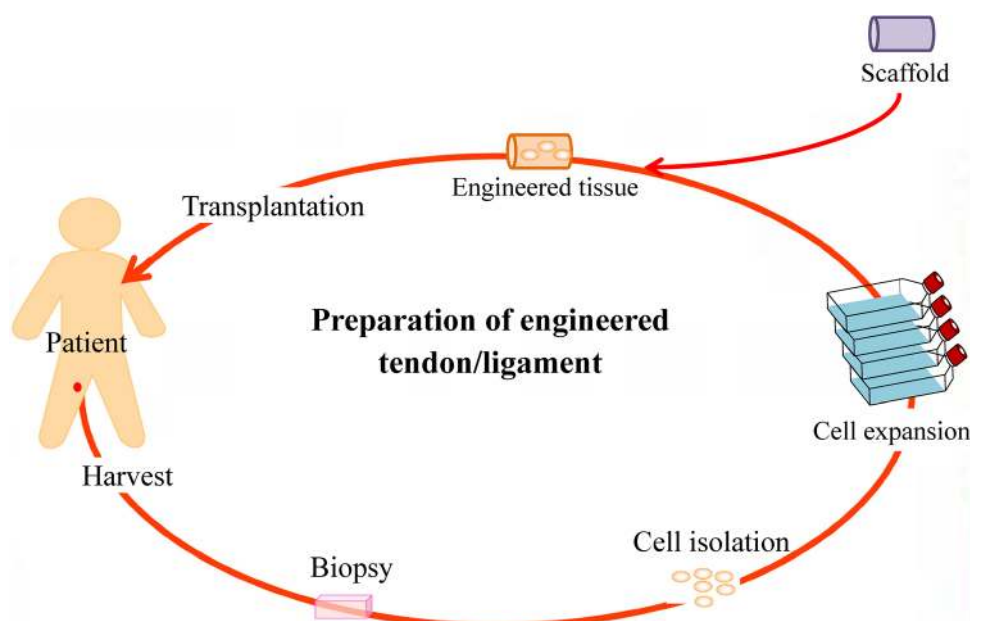 Scaffold
Engineered tissue
Transplantation
Preparation of engineered
tendon/ligament
Patient
Cell expansion
Harvest
Cell isolation
Biopsy